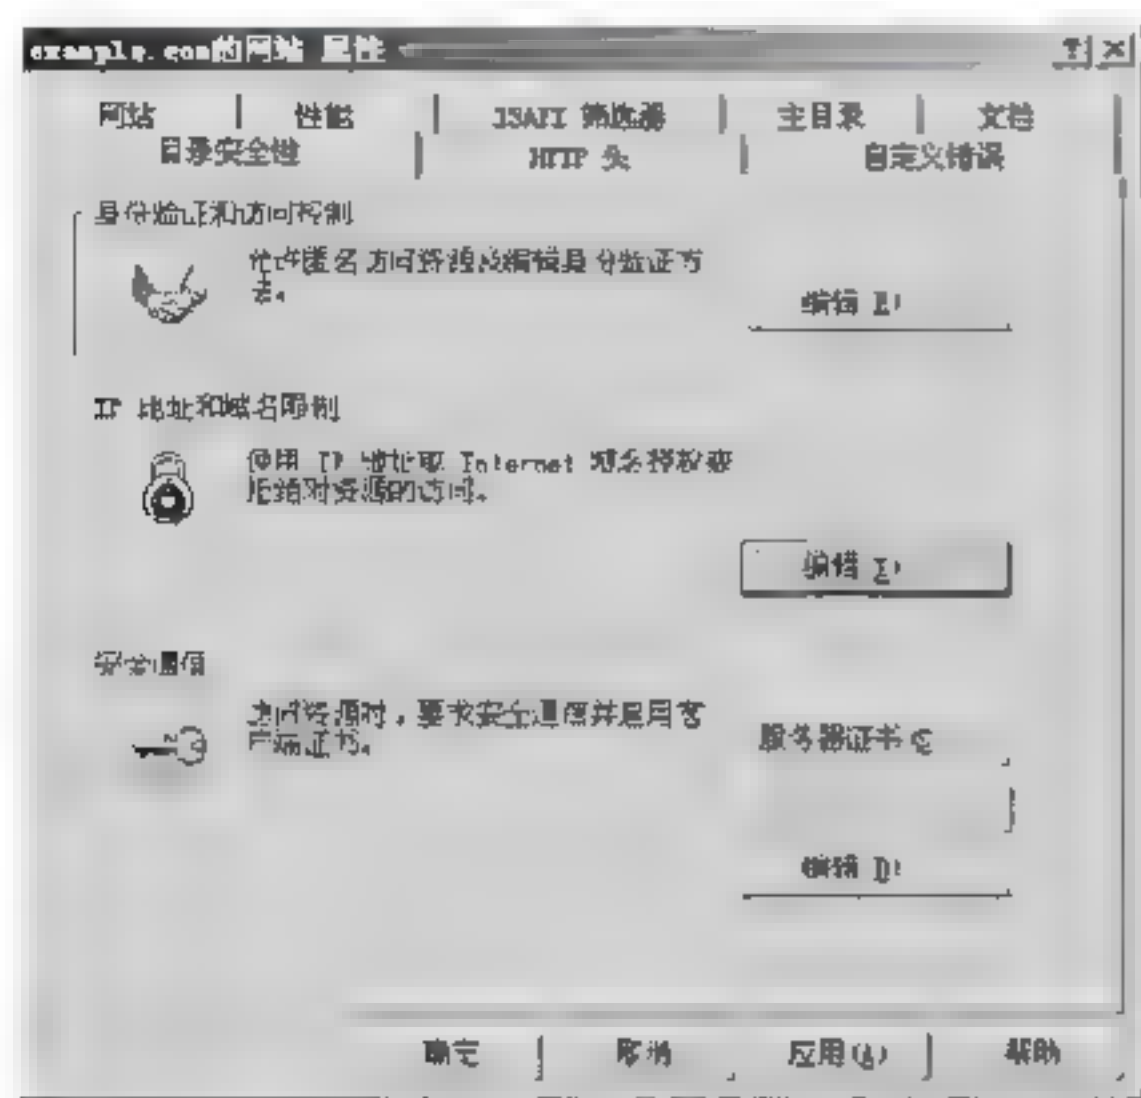 example.com的网站 属性
网站 性能 ISAPI 筛选器 主目录 文档
目录安全性 HTTP 头 自定义错误
身份验证和访问控制
允许匿名访问资源及编辑身份验证方
法。
编辑(E)
IP 地址和域名限制
使用 IP 地址或 Internet 域名授权或
拒绝对资源的访问。
编辑(I)
安全通信
访问资源时，要求安全通信并启用客
户端证书。
服务器证书(S
编辑(D)
确定 取消 应用(A) 帮助